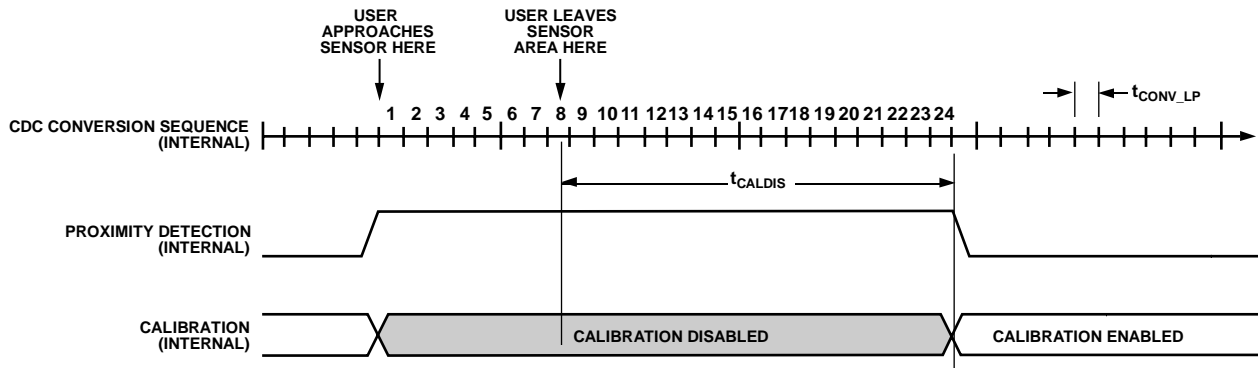 USER
APPROACHES
SENSOR HERE
USER LEAVES
SENSOR
AREA HERE
tCONV_LP
1 2 3 4 5 6 7 8 9 10 11 12 13 14 15 16 17 18 19 20 21 22 23 24
CDC CONVERSION SEQUENCE
(INTERNAL)
tCALDIS
PROXIMITY DETECTION
(INTERNAL)
CALIBRATION
(INTERNAL)
CALIBRATION DISABLED
CALIBRATION ENABLED